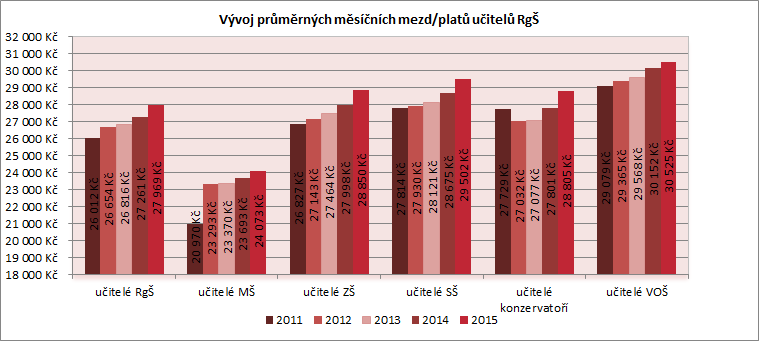 Vývoj průměrných měsíčních mezd/platů učitelů RgŠ
32 000 Kč
31 000 Kč
30 000 Kč
29 000 Kč
28 000 Kč
27 000 Kč
26 000 Kč
25 000 Kč
24 000 Kč
23 000 Kč
22 000 Kč
21 000 Kč
20 000 Kč
19 000 Kč
18 000 Kč
26 012 Kč
26 654 Kč
26 816 Kč
27 261 Kč
27 969 Kč
20 970 Kč
23 293 Kč
23 370 Kč
23 693 Kč
24 073 Kč
26 827 Kč
27 143 Kč
27 464 Kč
27 998 Kč
28 850 Kč
27 814 Kč
27 930 Kč
28 121 Kč
28 675 Kč
29 502 Kč
27 729 Kč
27 032 Kč
27 077 Kč
27 801 Kč
28 805 Kč
29 079 Kč
29 365 Kč
29 568 Kč
30 152 Kč
30 525 Kč
učitelé RgŠ
učitelé MŠ
učitelé ZŠ
učitelé SŠ
učitelé
konzervatoří
učitelé VOŠ
2011 2012 2013 2014 2015